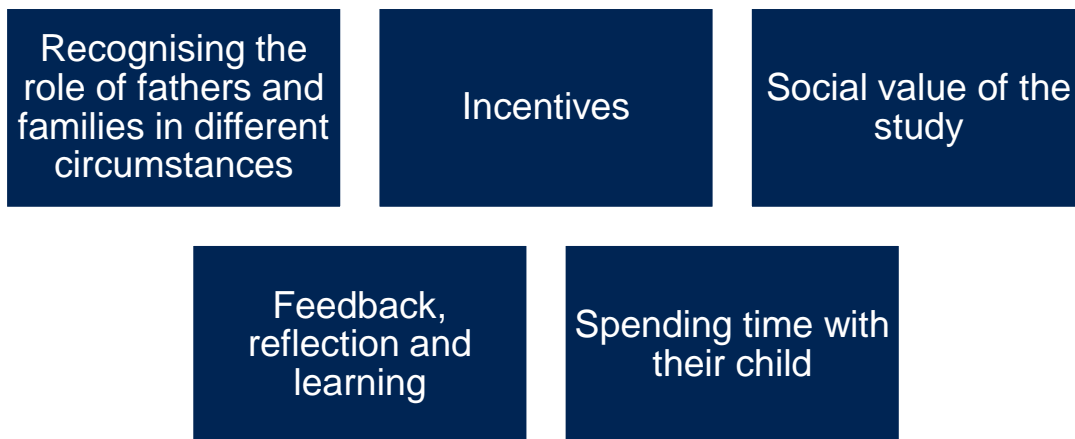 Recognising the
role of fathers and
families in different
circumstances
Incentives
Social value of the
study
Feedback,
reflection and
learning
Spending time with
their child